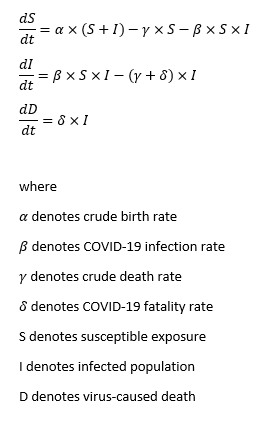 dS/dt = α × (S + I) − γ × S − β × S × I
dI/dt = β × S × I − (γ + δ) × I
dD/dt = δ × I
where
α denotes crude birth rate
β denotes COVID-19 infection rate
γ denotes crude death rate
δ denotes COVID-19 fatality rate
S denotes susceptible exposure
I denotes infected population
D denotes virus-caused death